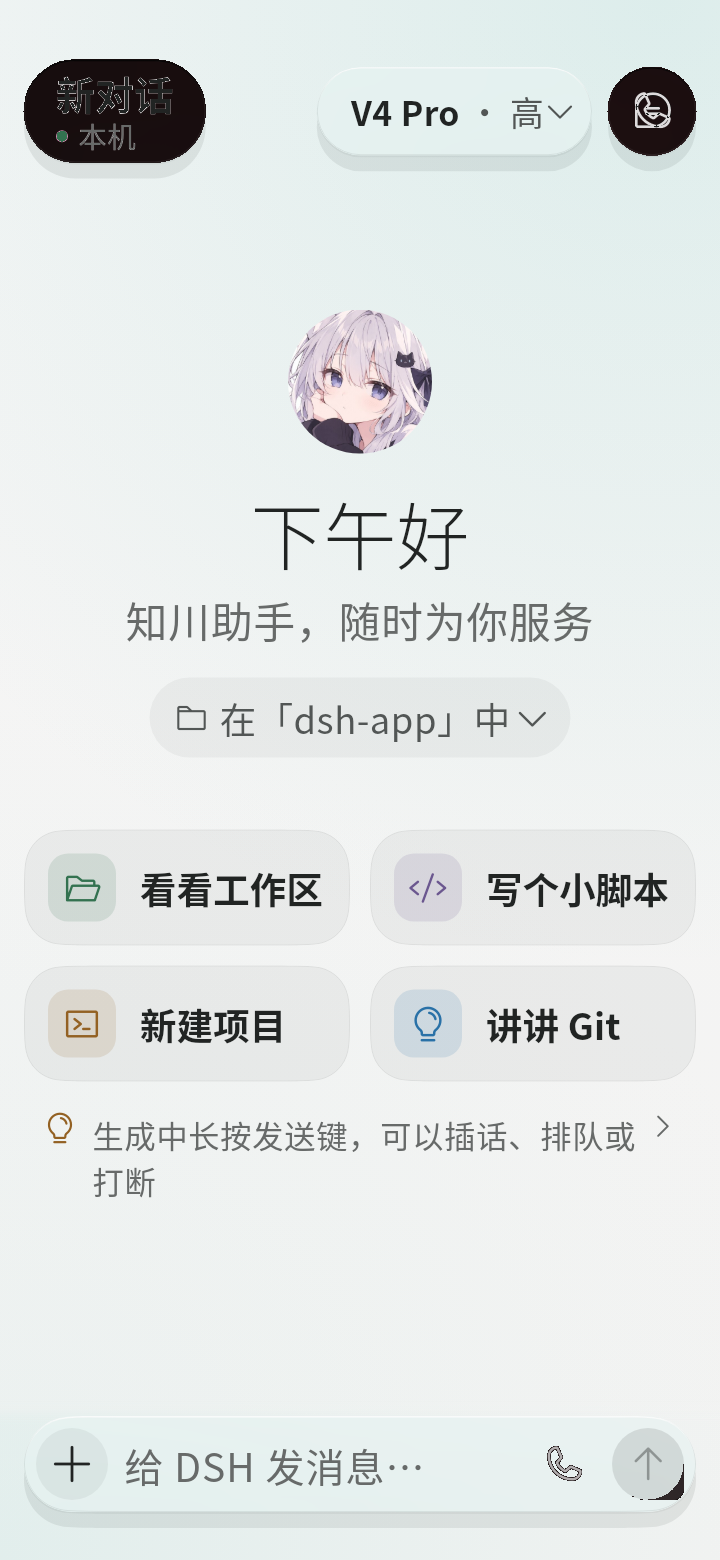 新对话
本机
V4 Pro · 高
下午好
知川助手，随时为你服务
在「dsh-app」中
看看工作区
写个小脚本
新建项目
讲讲 Git
生成中长按发送键，可以插话、排队或
打断
给 DSH 发消息…